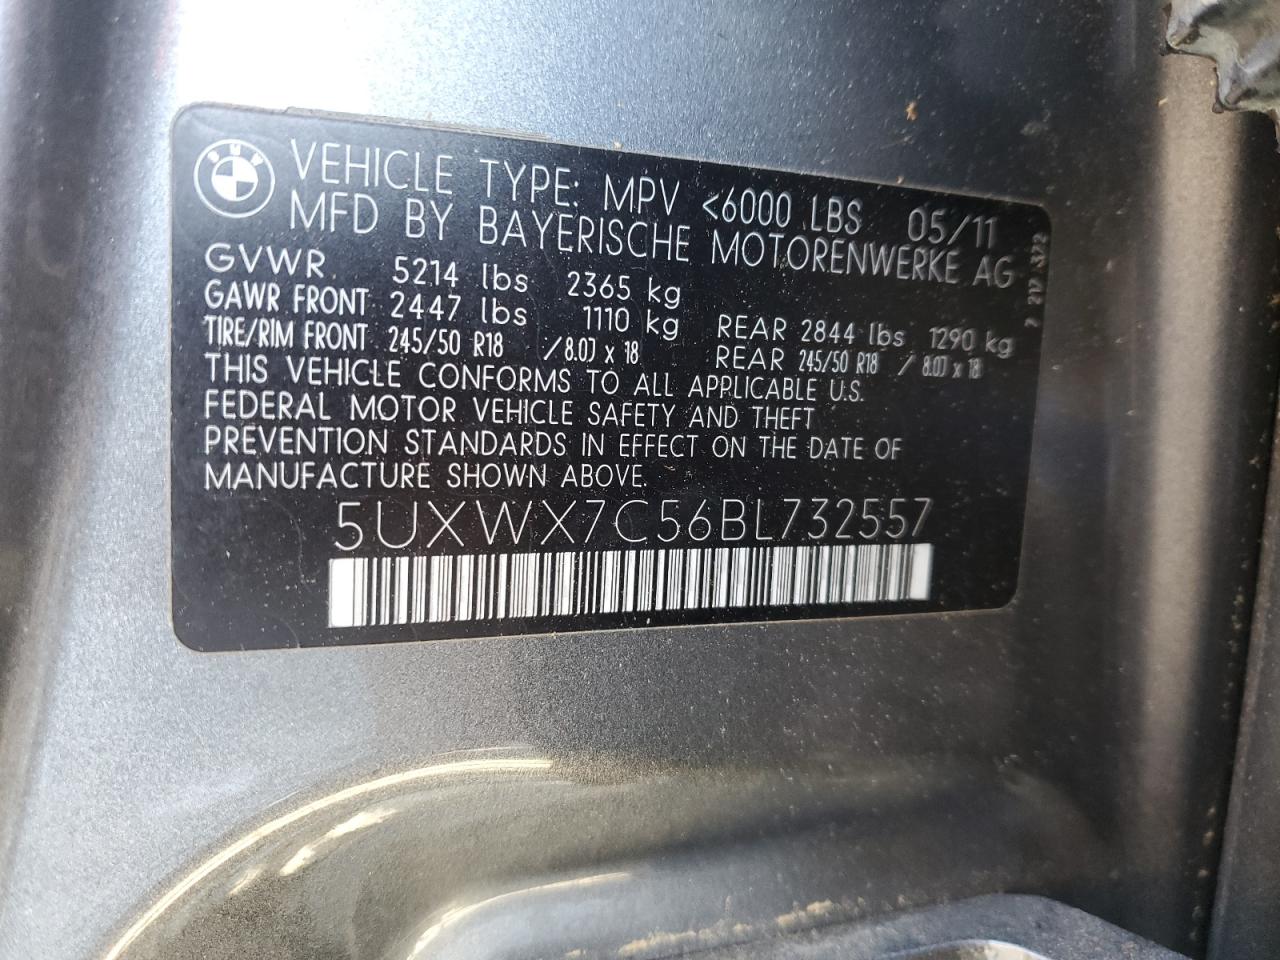 BMW
VEHICLE TYPE: MPV <6000 LBS 05/11
MFD BY BAYERISCHE MOTORENWERKE AG
GVWR 5214 lbs 2365 kg
GAWR FRONT 2447 lbs 1110 kg REAR 2844 lbs 1290 kg
TIRE/RIM FRONT 245/50 R18 /8.0J x 18 REAR 245/50 R18 / 8.0J x 18
THIS VEHICLE CONFORMS TO ALL APPLICABLE U.S.
FEDERAL MOTOR VEHICLE SAFETY AND THEFT
PREVENTION STANDARDS IN EFFECT ON THE DATE OF
MANUFACTURE SHOWN ABOVE.
5UXWX7C56BL732557